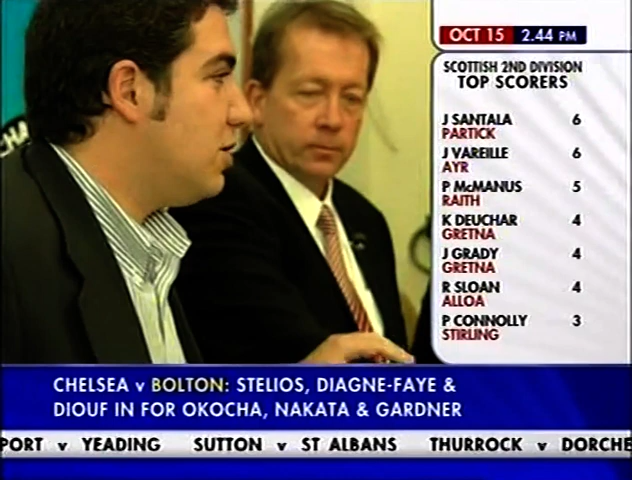 OCT 15 2.44 PM
SCOTTISH 2ND DIVISION
TOP SCORERS
J SANTALA 6
PARTICK
J VAREILLE 6
AYR
P McMANUS 5
RAITH
K DEUCHAR 4
GRETNA
J GRADY 4
GRETNA
R SLOAN 4
ALLOA
P CONNOLLY 3
STIRLING
CHELSEA v BOLTON: STELIOS, DIAGNE-FAYE &
DIOUF IN FOR OKOCHA, NAKATA & GARDNER
PORT v YEADING SUTTON v ST ALBANS THURROCK v DORCHE